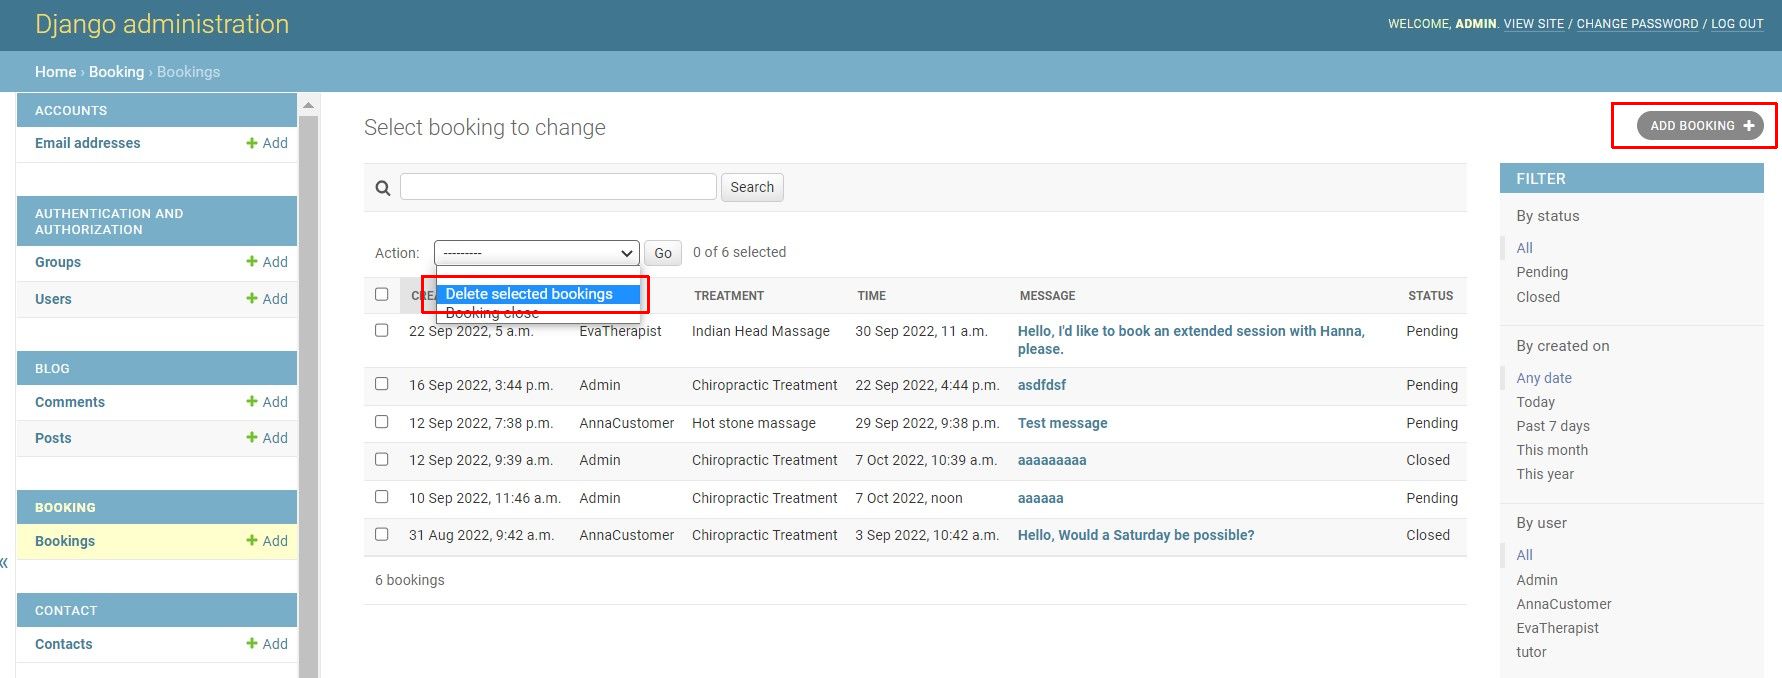 Django administration
WELCOME, ADMIN. VIEW SITE / CHANGE PASSWORD / LOG OUT
Home › Booking › Bookings
ACCOUNTS
Email addresses + Add
AUTHENTICATION AND
AUTHORIZATION
Groups + Add
Users + Add
BLOG
Comments + Add
Posts + Add
BOOKING
Bookings + Add
«
CONTACT
Contacts + Add
Select booking to change
ADD BOOKING +
Search
Action: --------- Go 0 of 6 selected
Delete selected bookings
Booking close
TREATMENT TIME MESSAGE STATUS
22 Sep 2022, 5 a.m. EvaTherapist Indian Head Massage 30 Sep 2022, 11 a.m. Hello, I'd like to book an extended session with Hanna, Pending
please.
16 Sep 2022, 3:44 p.m. Admin Chiropractic Treatment 22 Sep 2022, 4:44 p.m. asdfdsf Pending
12 Sep 2022, 7:38 p.m. AnnaCustomer Hot stone massage 29 Sep 2022, 9:38 p.m. Test message Pending
12 Sep 2022, 9:39 a.m. Admin Chiropractic Treatment 7 Oct 2022, 10:39 a.m. aaaaaaaaa Closed
10 Sep 2022, 11:46 a.m. Admin Chiropractic Treatment 7 Oct 2022, noon aaaaaa Pending
31 Aug 2022, 9:42 a.m. AnnaCustomer Chiropractic Treatment 3 Sep 2022, 10:42 a.m. Hello, Would a Saturday be possible? Closed
6 bookings
FILTER
By status
All
Pending
Closed
By created on
Any date
Today
Past 7 days
This month
This year
By user
All
Admin
AnnaCustomer
EvaTherapist
tutor